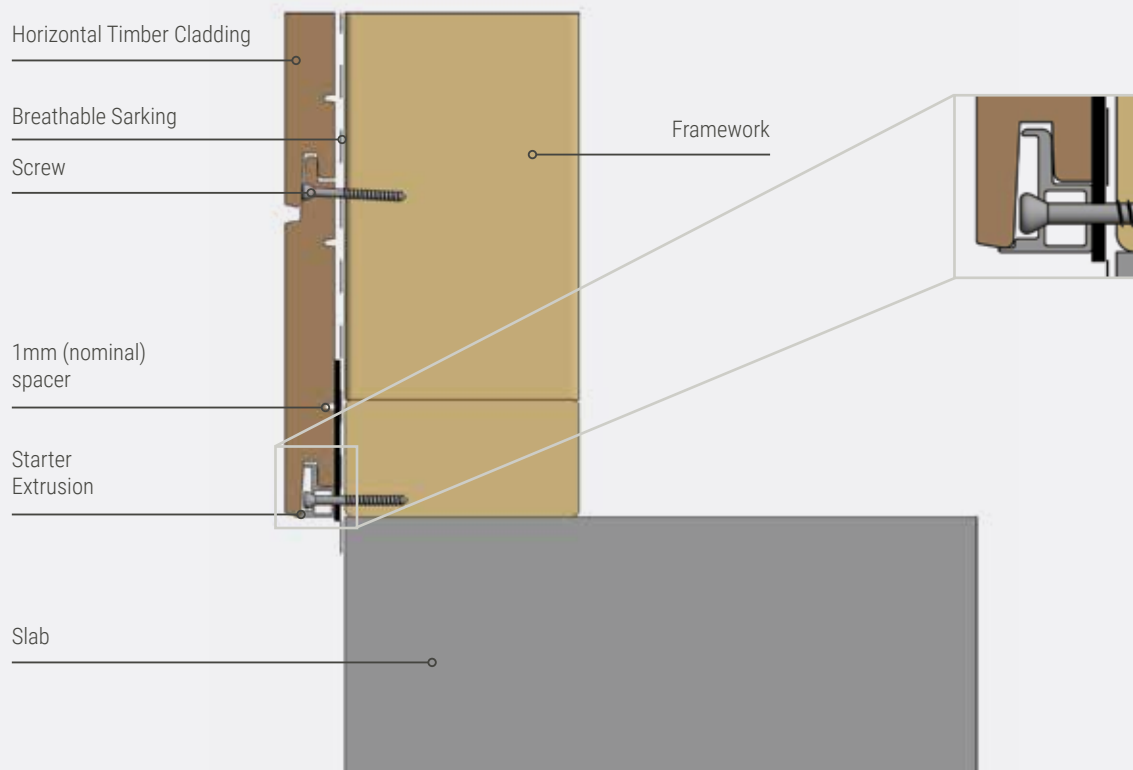 Horizontal Timber Cladding
Breathable Sarking
Framework
Screw
1mm (nominal)
spacer
Starter
Extrusion
Slab